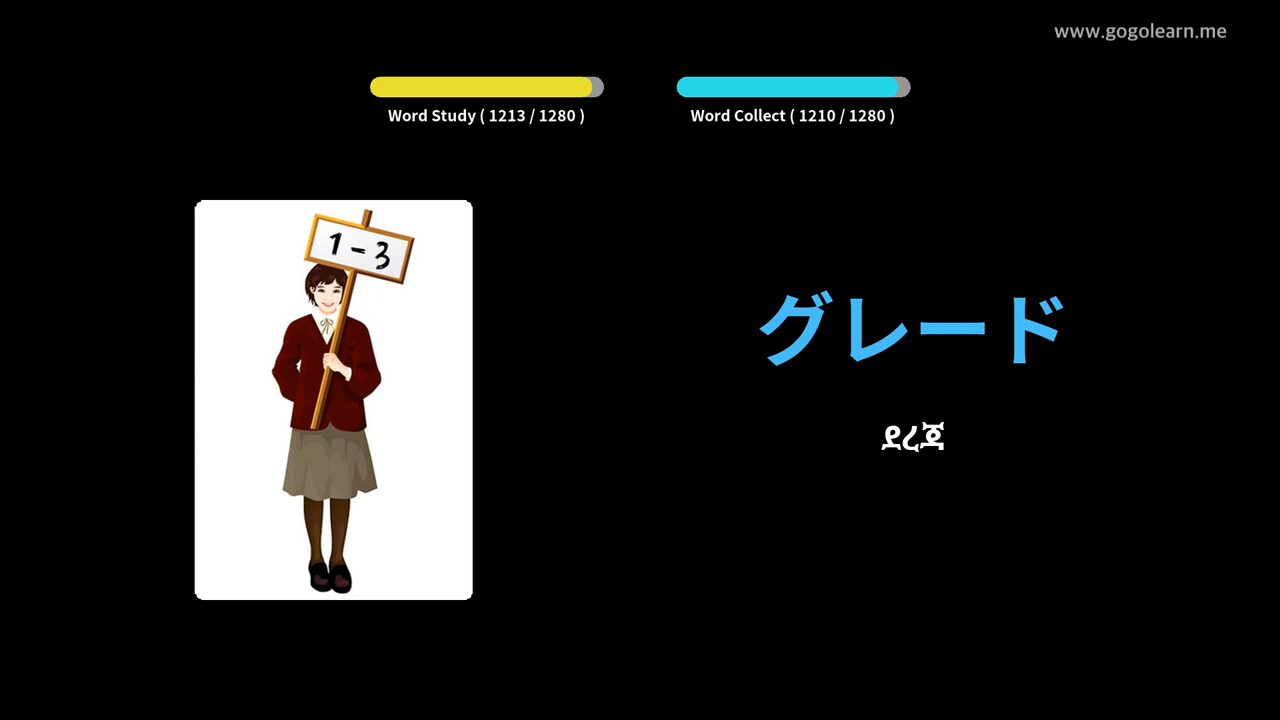 www.gogolearn.me
Word Study ( 1213 / 1280 )
Word Collect ( 1210 / 1280 )
1 - 3
グレード
ደረጃ